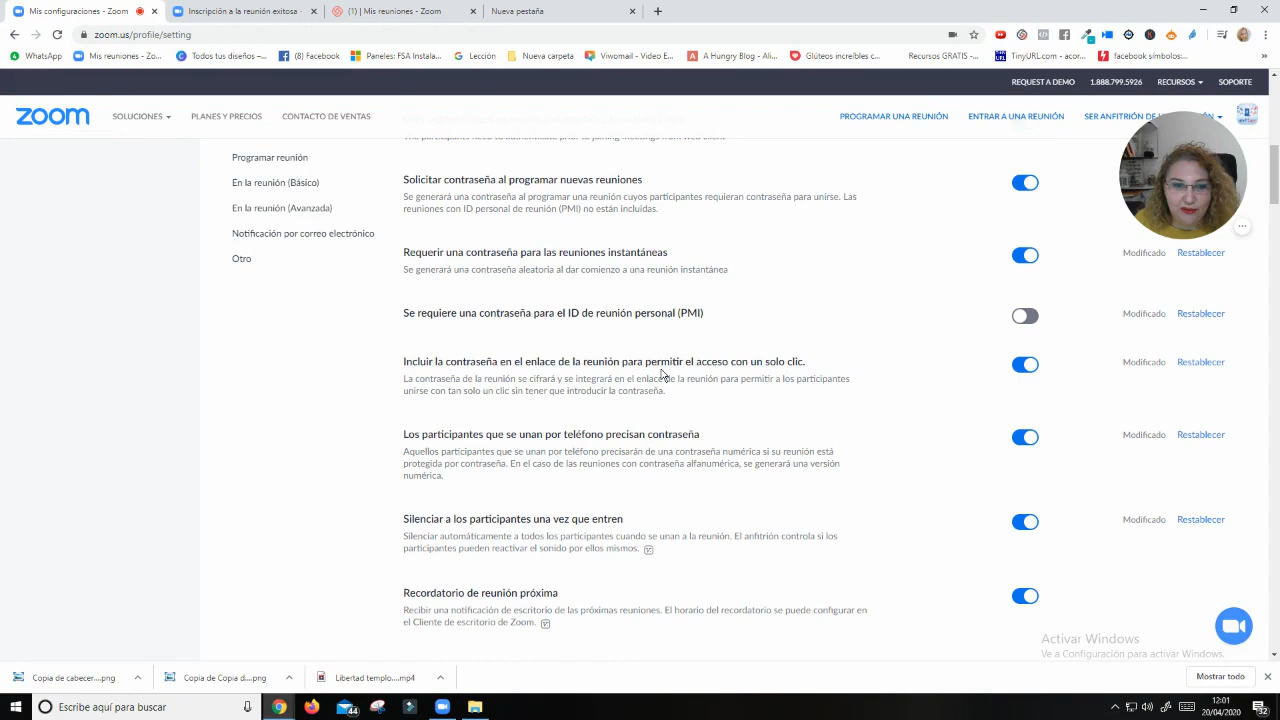 Mis configuraciones - Zoom
Inscripción a la reunión exitosa -
(1) | Mis reuniones - Zoom
Nueva pestaña
zoom.us/profile/setting
WhatsApp
Mis reuniones - Zo...
Todos tus diseños –...
(8) Facebook
Paneles: FSA Instala...
Lección
Nueva carpeta
Viwomail - Video E...
A Hungry Bog - Ali...
Glúteos increíbles c...
Recursos GRATIS -...
TinyURL.com - acor...
facebook símbolos:...
REQUEST A DEMO
1.888.799.5926
RECURSOS
SOPORTE
zoom
SOLUCIONES
PLANES Y PRECIOS
CONTACTO DE VENTAS
PROGRAMAR UNA REUNIÓN
ENTRAR A UNA REUNIÓN
SER ANFITRIÓN DE
Programar reunión
En la reunión (Básico)
En la reunión (Avanzada)
Notificación por correo electrónico
Otro
Solicitar contraseña al programar nuevas reuniones
Se generará una contraseña al programar una reunión cuyos participantes requieran contraseña para unirse. Las
reuniones con ID personal de reunión (PMI) no están incluidas.
Requerir una contraseña para las reuniones instantáneas
Modificado Restablecer
Se generará una contraseña aleatoria al dar comienzo a una reunión instantánea
Se requiere una contraseña para el ID de reunión personal (PMI)
Modificado Restablecer
Incluir la contraseña en el enlace de la reunión para permitir el acceso con un solo clic.
Modificado Restablecer
La contraseña de la reunión se cifrará y se integrará en el enlace de la reunión para permitir a los participantes
unirse con tan solo un clic sin tener que introducir la contraseña.
Los participantes que se unan por teléfono precisan contraseña
Modificado Restablecer
Aquellos participantes que se unan por teléfono precisarán de una contraseña numérica si su reunión está
protegida por contraseña. En el caso de las reuniones con contraseña alfanumérica, se generará una versión
numérica.
Silenciar a los participantes una vez que entren
Modificado Restablecer
Silenciar automáticamente a todos los participantes cuando se unan a la reunión. El anfitrión controla si los
participantes pueden reactivar el sonido por ellos mismos.
Recordatorio de reunión próxima
Recibir una notificación de escritorio de las próximas reuniones. El horario del recordatorio se puede configurar en
el Cliente de escritorio de Zoom.
Activar Windows
Ve a Configuración para activar Windows.
Copia de cabecer....png
Copia de Copia d....png
Libertad templo....mp4
Mostrar todo
Escribe aquí para buscar
44
12:01
20/04/2020
32